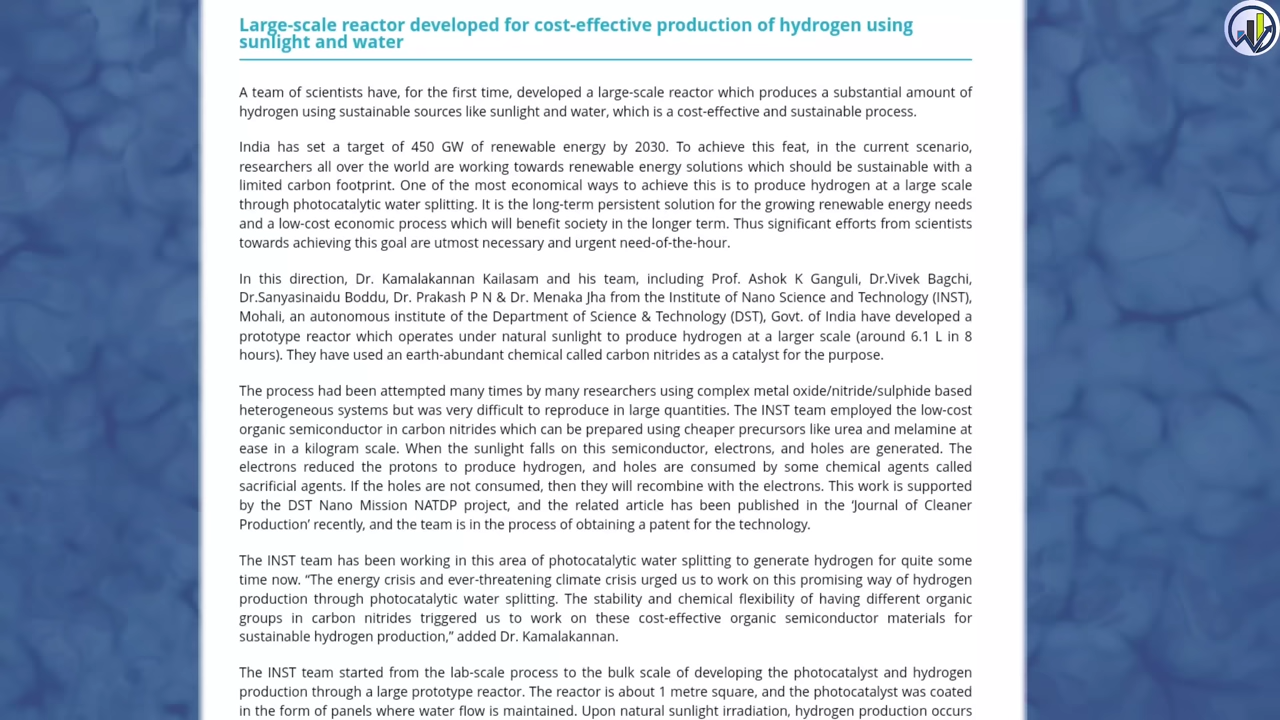 Large-scale reactor developed for cost-effective production of hydrogen using
sunlight and water
A team of scientists have, for the first time, developed a large-scale reactor which produces a substantial amount of
hydrogen using sustainable sources like sunlight and water, which is a cost-effective and sustainable process.
India has set a target of 450 GW of renewable energy by 2030. To achieve this feat, in the current scenario,
researchers all over the world are working towards renewable energy solutions which should be sustainable with a
limited carbon footprint. One of the most economical ways to achieve this is to produce hydrogen at a large scale
through photocatalytic water splitting. It is the long-term persistent solution for the growing renewable energy needs
and a low-cost economic process which will benefit society in the longer term. Thus significant efforts from scientists
towards achieving this goal are utmost necessary and urgent need-of-the-hour.
In this direction, Dr. Kamalakannan Kailasam and his team, including Prof. Ashok K Ganguli, Dr.Vivek Bagchi,
Dr.Sanyasinaidu Boddu, Dr. Prakash P N & Dr. Menaka Jha from the Institute of Nano Science and Technology (INST),
Mohali, an autonomous institute of the Department of Science & Technology (DST), Govt. of India have developed a
prototype reactor which operates under natural sunlight to produce hydrogen at a larger scale (around 6.1 L in 8
hours). They have used an earth-abundant chemical called carbon nitrides as a catalyst for the purpose.
The process had been attempted many times by many researchers using complex metal oxide/nitride/sulphide based
heterogeneous systems but was very difficult to reproduce in large quantities. The INST team employed the low-cost
organic semiconductor in carbon nitrides which can be prepared using cheaper precursors like urea and melamine at
ease in a kilogram scale. When the sunlight falls on this semiconductor, electrons, and holes are generated. The
electrons reduced the protons to produce hydrogen, and holes are consumed by some chemical agents called
sacrificial agents. If the holes are not consumed, then they will recombine with the electrons. This work is supported
by the DST Nano Mission NATDP project, and the related article has been published in the ‘Journal of Cleaner
Production’ recently, and the team is in the process of obtaining a patent for the technology.
The INST team has been working in this area of photocatalytic water splitting to generate hydrogen for quite some
time now. “The energy crisis and ever-threatening climate crisis urged us to work on this promising way of hydrogen
production through photocatalytic water splitting. The stability and chemical flexibility of having different organic
groups in carbon nitrides triggered us to work on these cost-effective organic semiconductor materials for
sustainable hydrogen production,” added Dr. Kamalakannan.
The INST team started from the lab-scale process to the bulk scale of developing the photocatalyst and hydrogen
production through a large prototype reactor. The reactor is about 1 metre square, and the photocatalyst was coated
in the form of panels where water flow is maintained. Upon natural sunlight irradiation, hydrogen production occurs